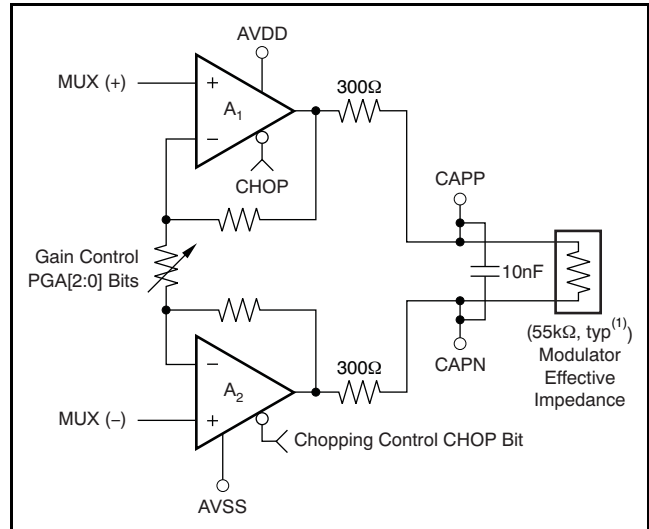 AVDD
MUX (+)
+
A1
−
CHOP
300Ω
CAPP
Gain Control
PGA[2:0] Bits
10nF
(55kΩ, typ(1))
Modulator
Effective
Impedance
CAPN
300Ω
−
A2
+
MUX (−)
Chopping Control CHOP Bit
AVSS